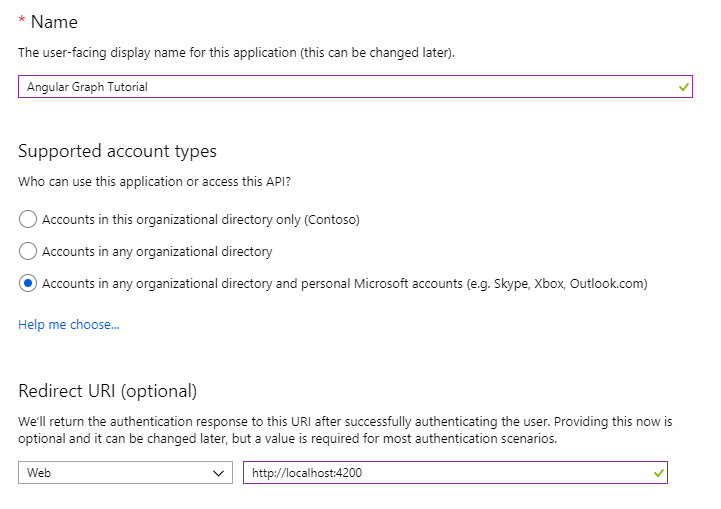 * Name
The user-facing display name for this application (this can be changed later).
Angular Graph Tutorial
Supported account types
Who can use this application or access this API?
Accounts in this organizational directory only (Contoso)
Accounts in any organizational directory
Accounts in any organizational directory and personal Microsoft accounts (e.g. Skype, Xbox, Outlook.com)
Help me choose...
Redirect URI (optional)
We'll return the authentication response to this URI after successfully authenticating the user. Providing this now is
optional and it can be changed later, but a value is required for most authentication scenarios.
Web http://localhost:4200